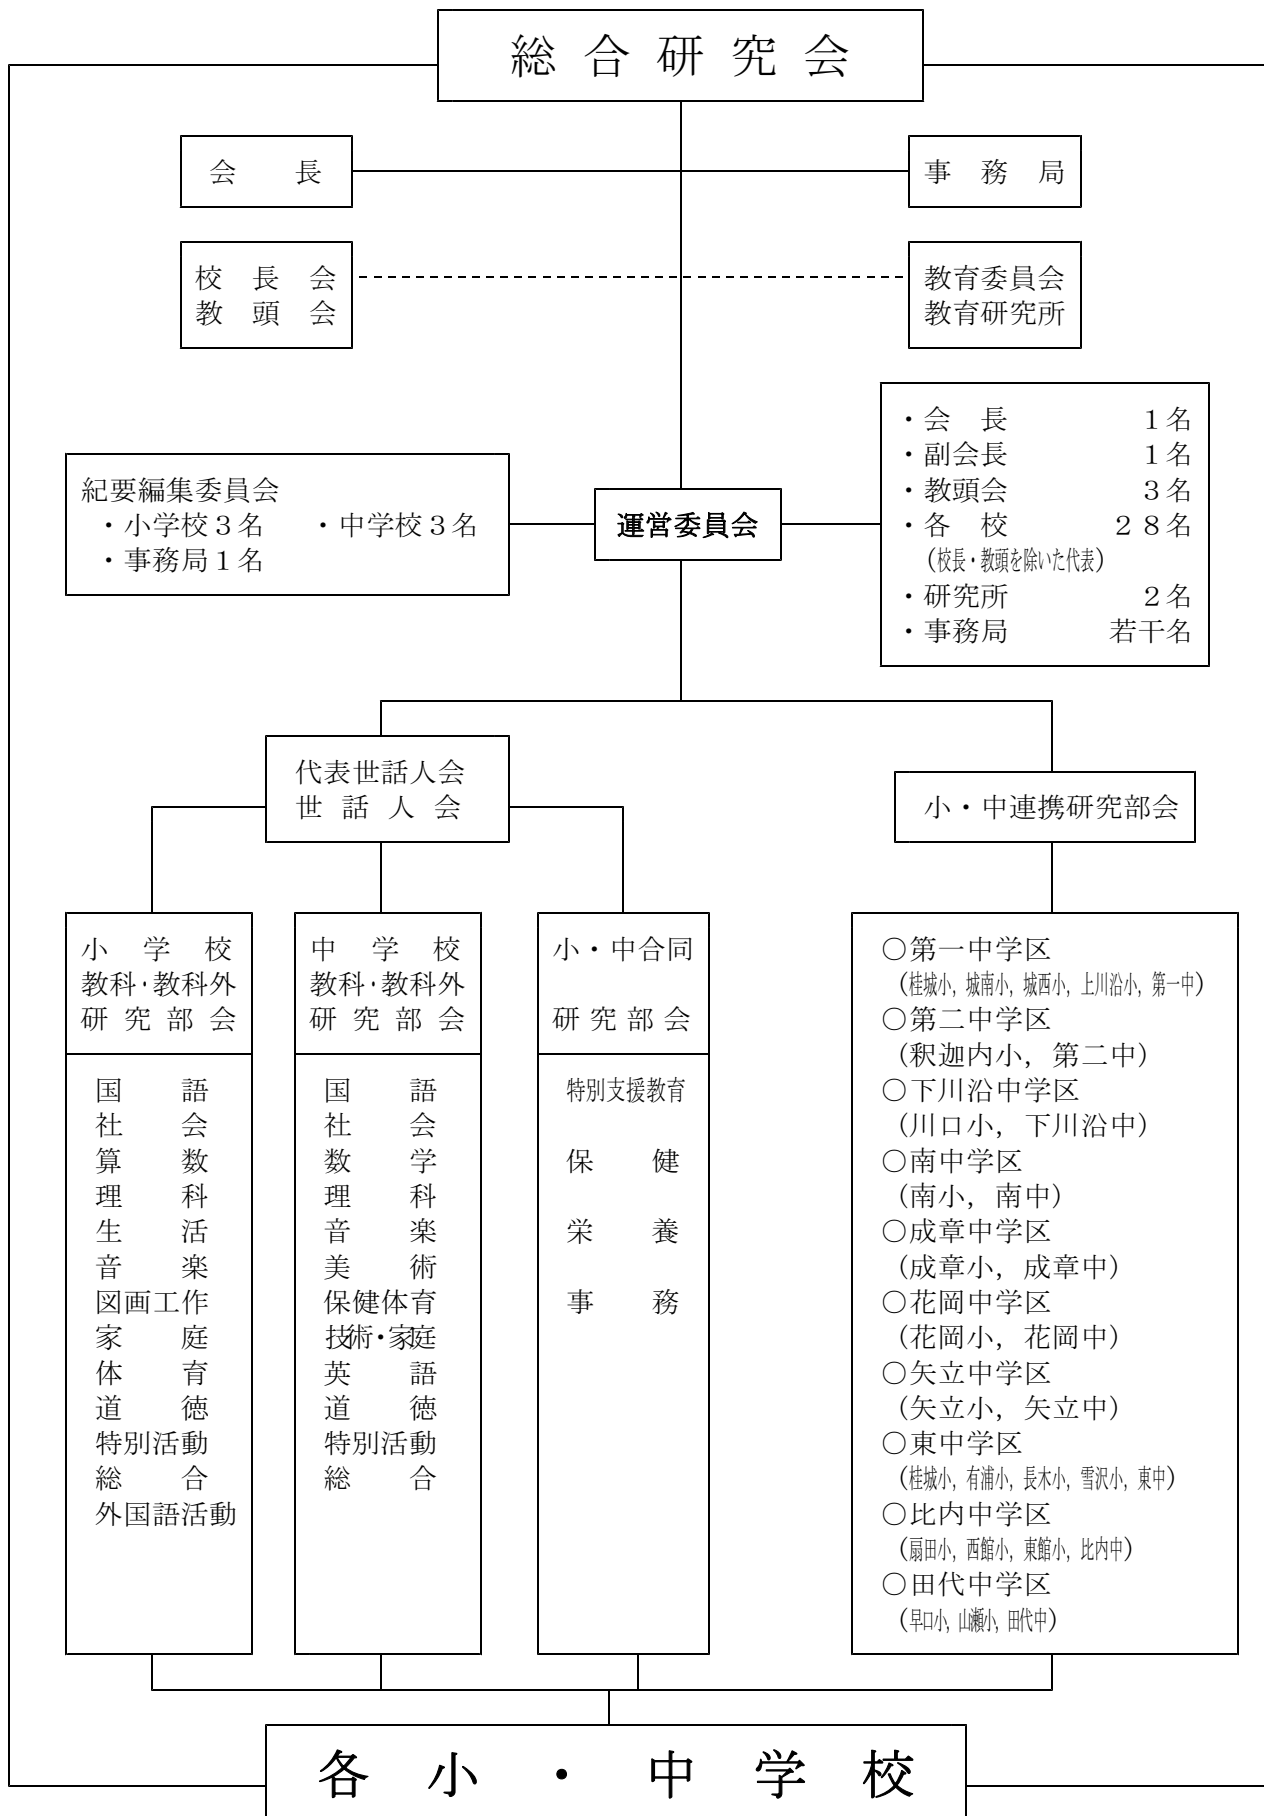 総合研究会
会長
事務局
校長会
教頭会
教育委員会
教育研究所
・会長 1名
・副会長 1名
・教頭会 3名
・各校 28名
(校長・教頭を除いた代表)
・研究所 2名
・事務局 若干名
紀要編集委員会
・小学校3名 ・中学校3名
・事務局1名
運営委員会
代表世話人会
世話人会
小・中連携研究部会
小学校
教科・教科外
研究部会
国語
社会
算数
理科
生活
音楽
図画工作
家庭
体育
道徳
特別活動
総合
外国語活動
中学校
教科・教科外
研究部会
国語
社会
数学
理科
音楽
美術
保健体育
技術・家庭
英語
道徳
特別活動
総合
小・中合同
研究部会
特別支援教育
保健
栄養
事務
○第一中学区
(桂城小, 城南小, 城西小, 上川沿小, 第一中)
○第二中学区
(釈迦内小, 第二中)
○下川沿中学区
(川口小, 下川沿中)
○南中学区
(南小, 南中)
○成章中学区
(成章小, 成章中)
○花岡中学区
(花岡小, 花岡中)
○矢立中学区
(矢立小, 矢立中)
○東中学区
(桂城小, 有浦小, 長木小, 雪沢小, 東中)
○比内中学区
(扇田小, 西館小, 東館小, 比内中)
○田代中学区
(早口小, 山瀬小, 田代中)
各小・中学校